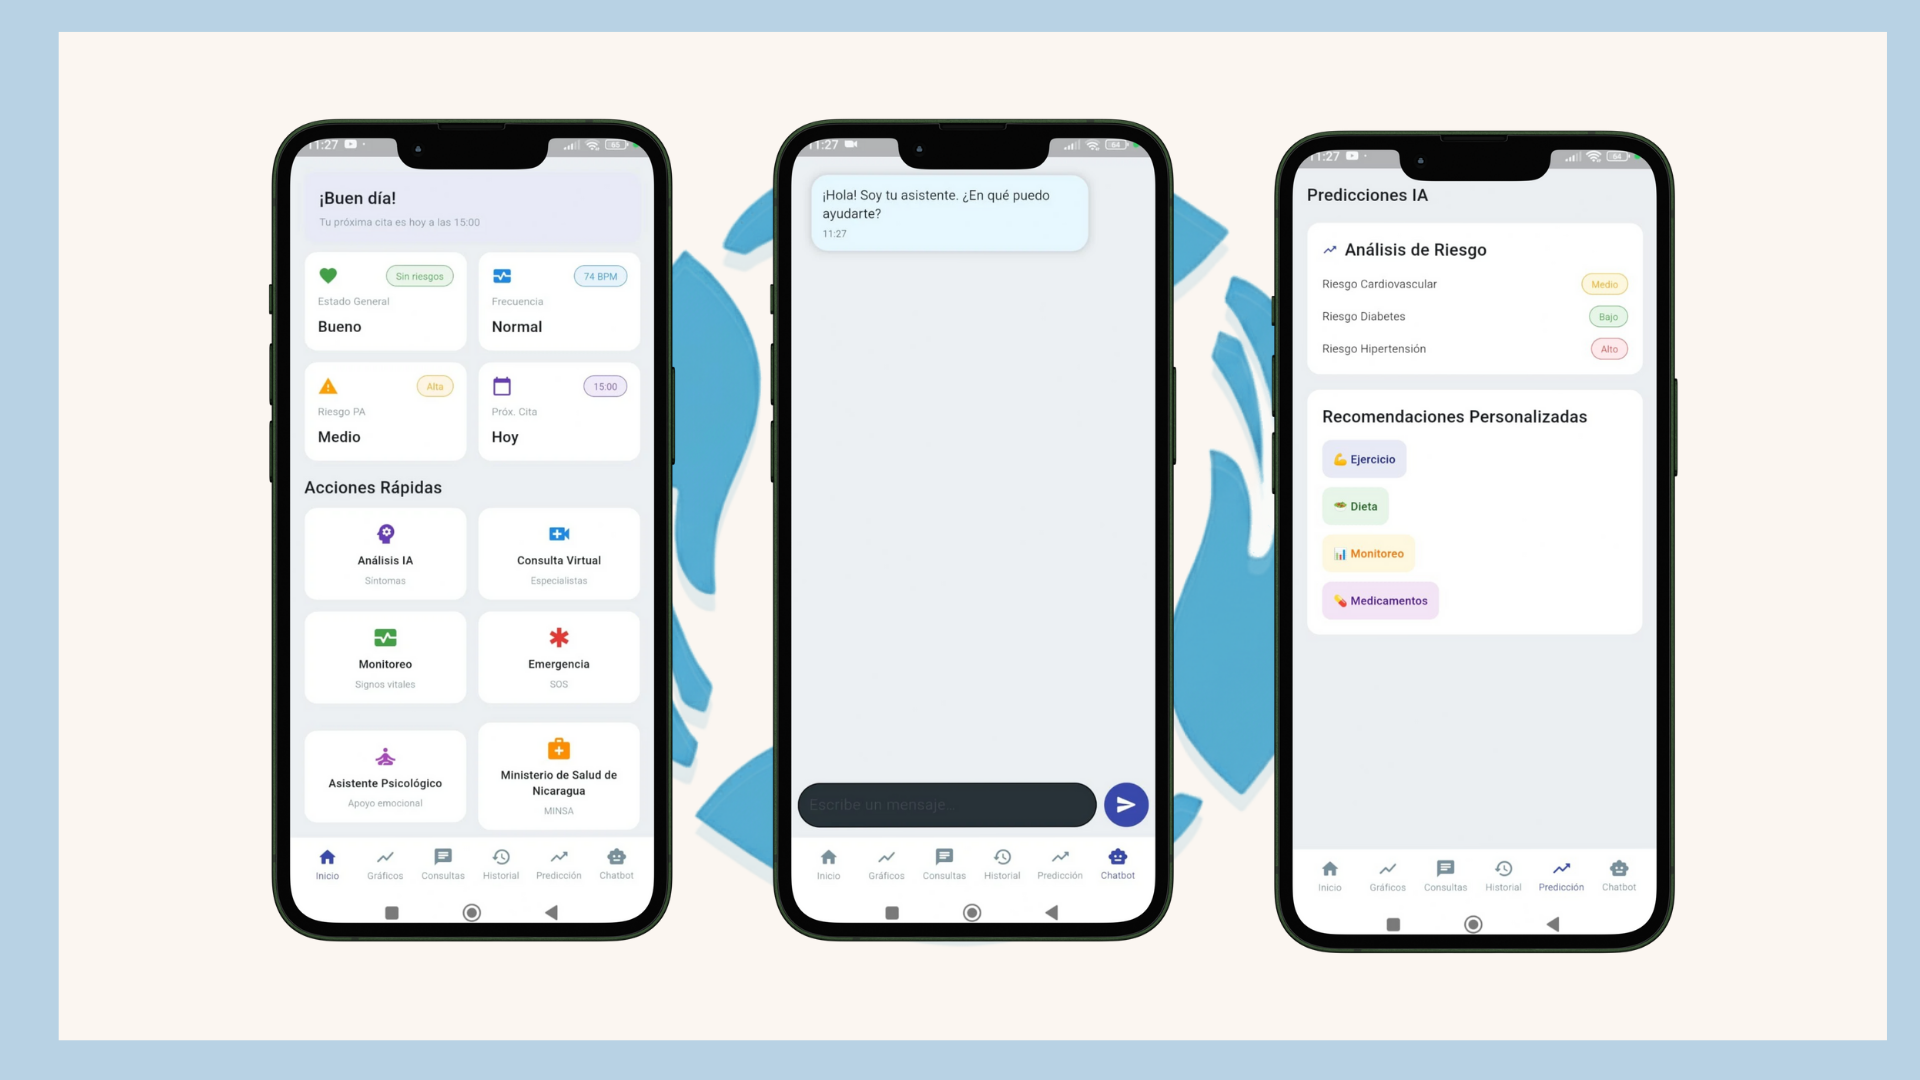 11:27
65
¡Buen día!
Tu próxima cita es hoy a las 15:00
Sin riesgos
74 BPM
Estado General
Frecuencia
Bueno
Normal
Alta
15:00
Riesgo PA
Próx. Cita
Medio
Hoy
Acciones Rápidas
Análisis IA
Consulta Virtual
Síntomas
Especialistas
Monitoreo
Emergencia
Signos vitales
SOS
Asistente Psicológico
Apoyo emocional
Ministerio de Salud de
Nicaragua
MINSA
Inicio
Gráficos
Consultas
Historial
Predicción
Chatbot
11:27
64
¡Hola! Soy tu asistente. ¿En qué puedo
ayudarte?
11:27
Escribe un mensaje...
Inicio
Gráficos
Consultas
Historial
Predicción
Chatbot
11:27
64
Predicciones IA
Análisis de Riesgo
Riesgo Cardiovascular
Medio
Riesgo Diabetes
Bajo
Riesgo Hipertensión
Alto
Recomendaciones Personalizadas
Ejercicio
Dieta
Monitoreo
Medicamentos
Inicio
Gráficos
Consultas
Historial
Predicción
Chatbot